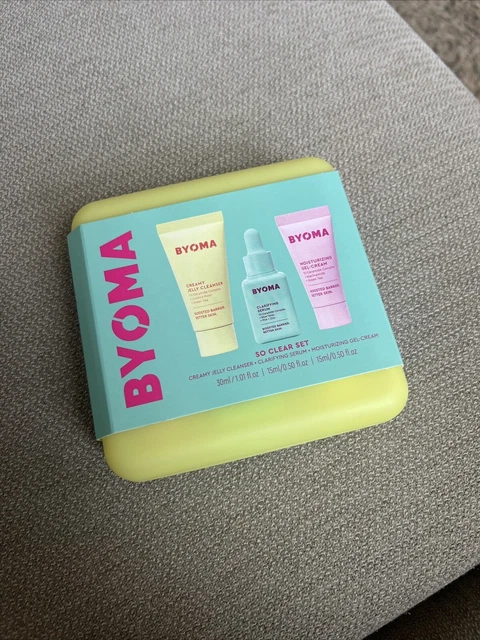 BYOMA
BYOMA
CREAMY
JELLY CLEANSER
BOOSTED BARRIER.
BETTER SKIN.
BYOMA
CLARIFYING
SERUM
BOOSTED BARRIER.
BETTER SKIN.
BYOMA
MOISTURIZING
GEL-CREAM
BOOSTED BARRIER.
BETTER SKIN.
SO CLEAR SET
CREAMY JELLY CLEANSER • CLARIFYING SERUM • MOISTURIZING GEL-CREAM
30ml/1.01 fl.oz | 15ml/0.50 fl.oz | 15ml/0.50 fl.oz